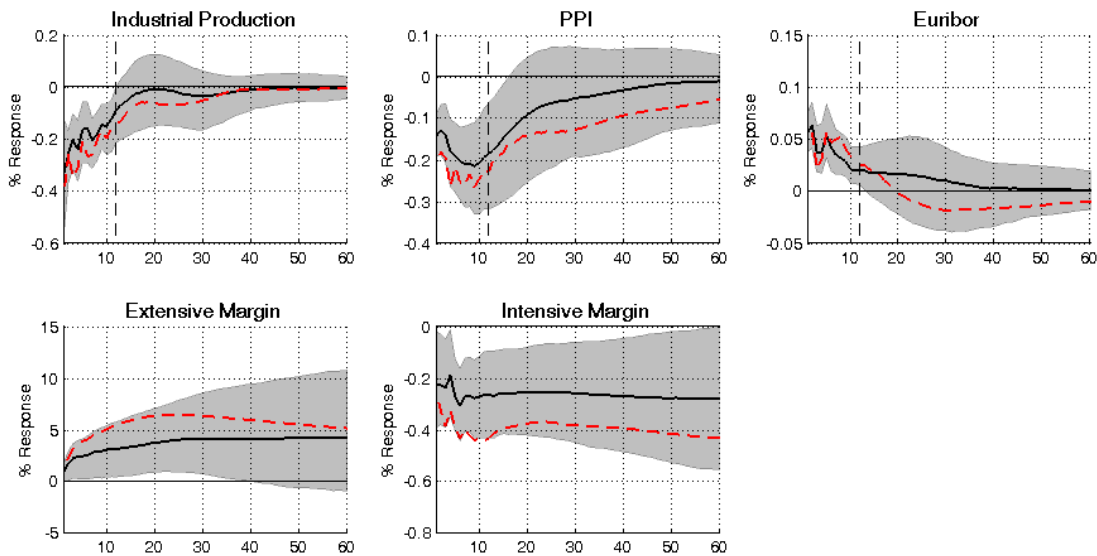 Industrial Production
PPI
Euribor
% Response
0.2
0
-0.2
-0.4
-0.6
10 20 30 40 50 60
% Response
0.1
0
-0.1
-0.2
-0.3
-0.4
10 20 30 40 50 60
% Response
0.15
0.1
0.05
0
-0.05
10 20 30 40 50 60
Extensive Margin
Intensive Margin
% Response
15
10
5
0
-5
10 20 30 40 50 60
% Response
0
-0.2
-0.4
-0.6
-0.8
10 20 30 40 50 60